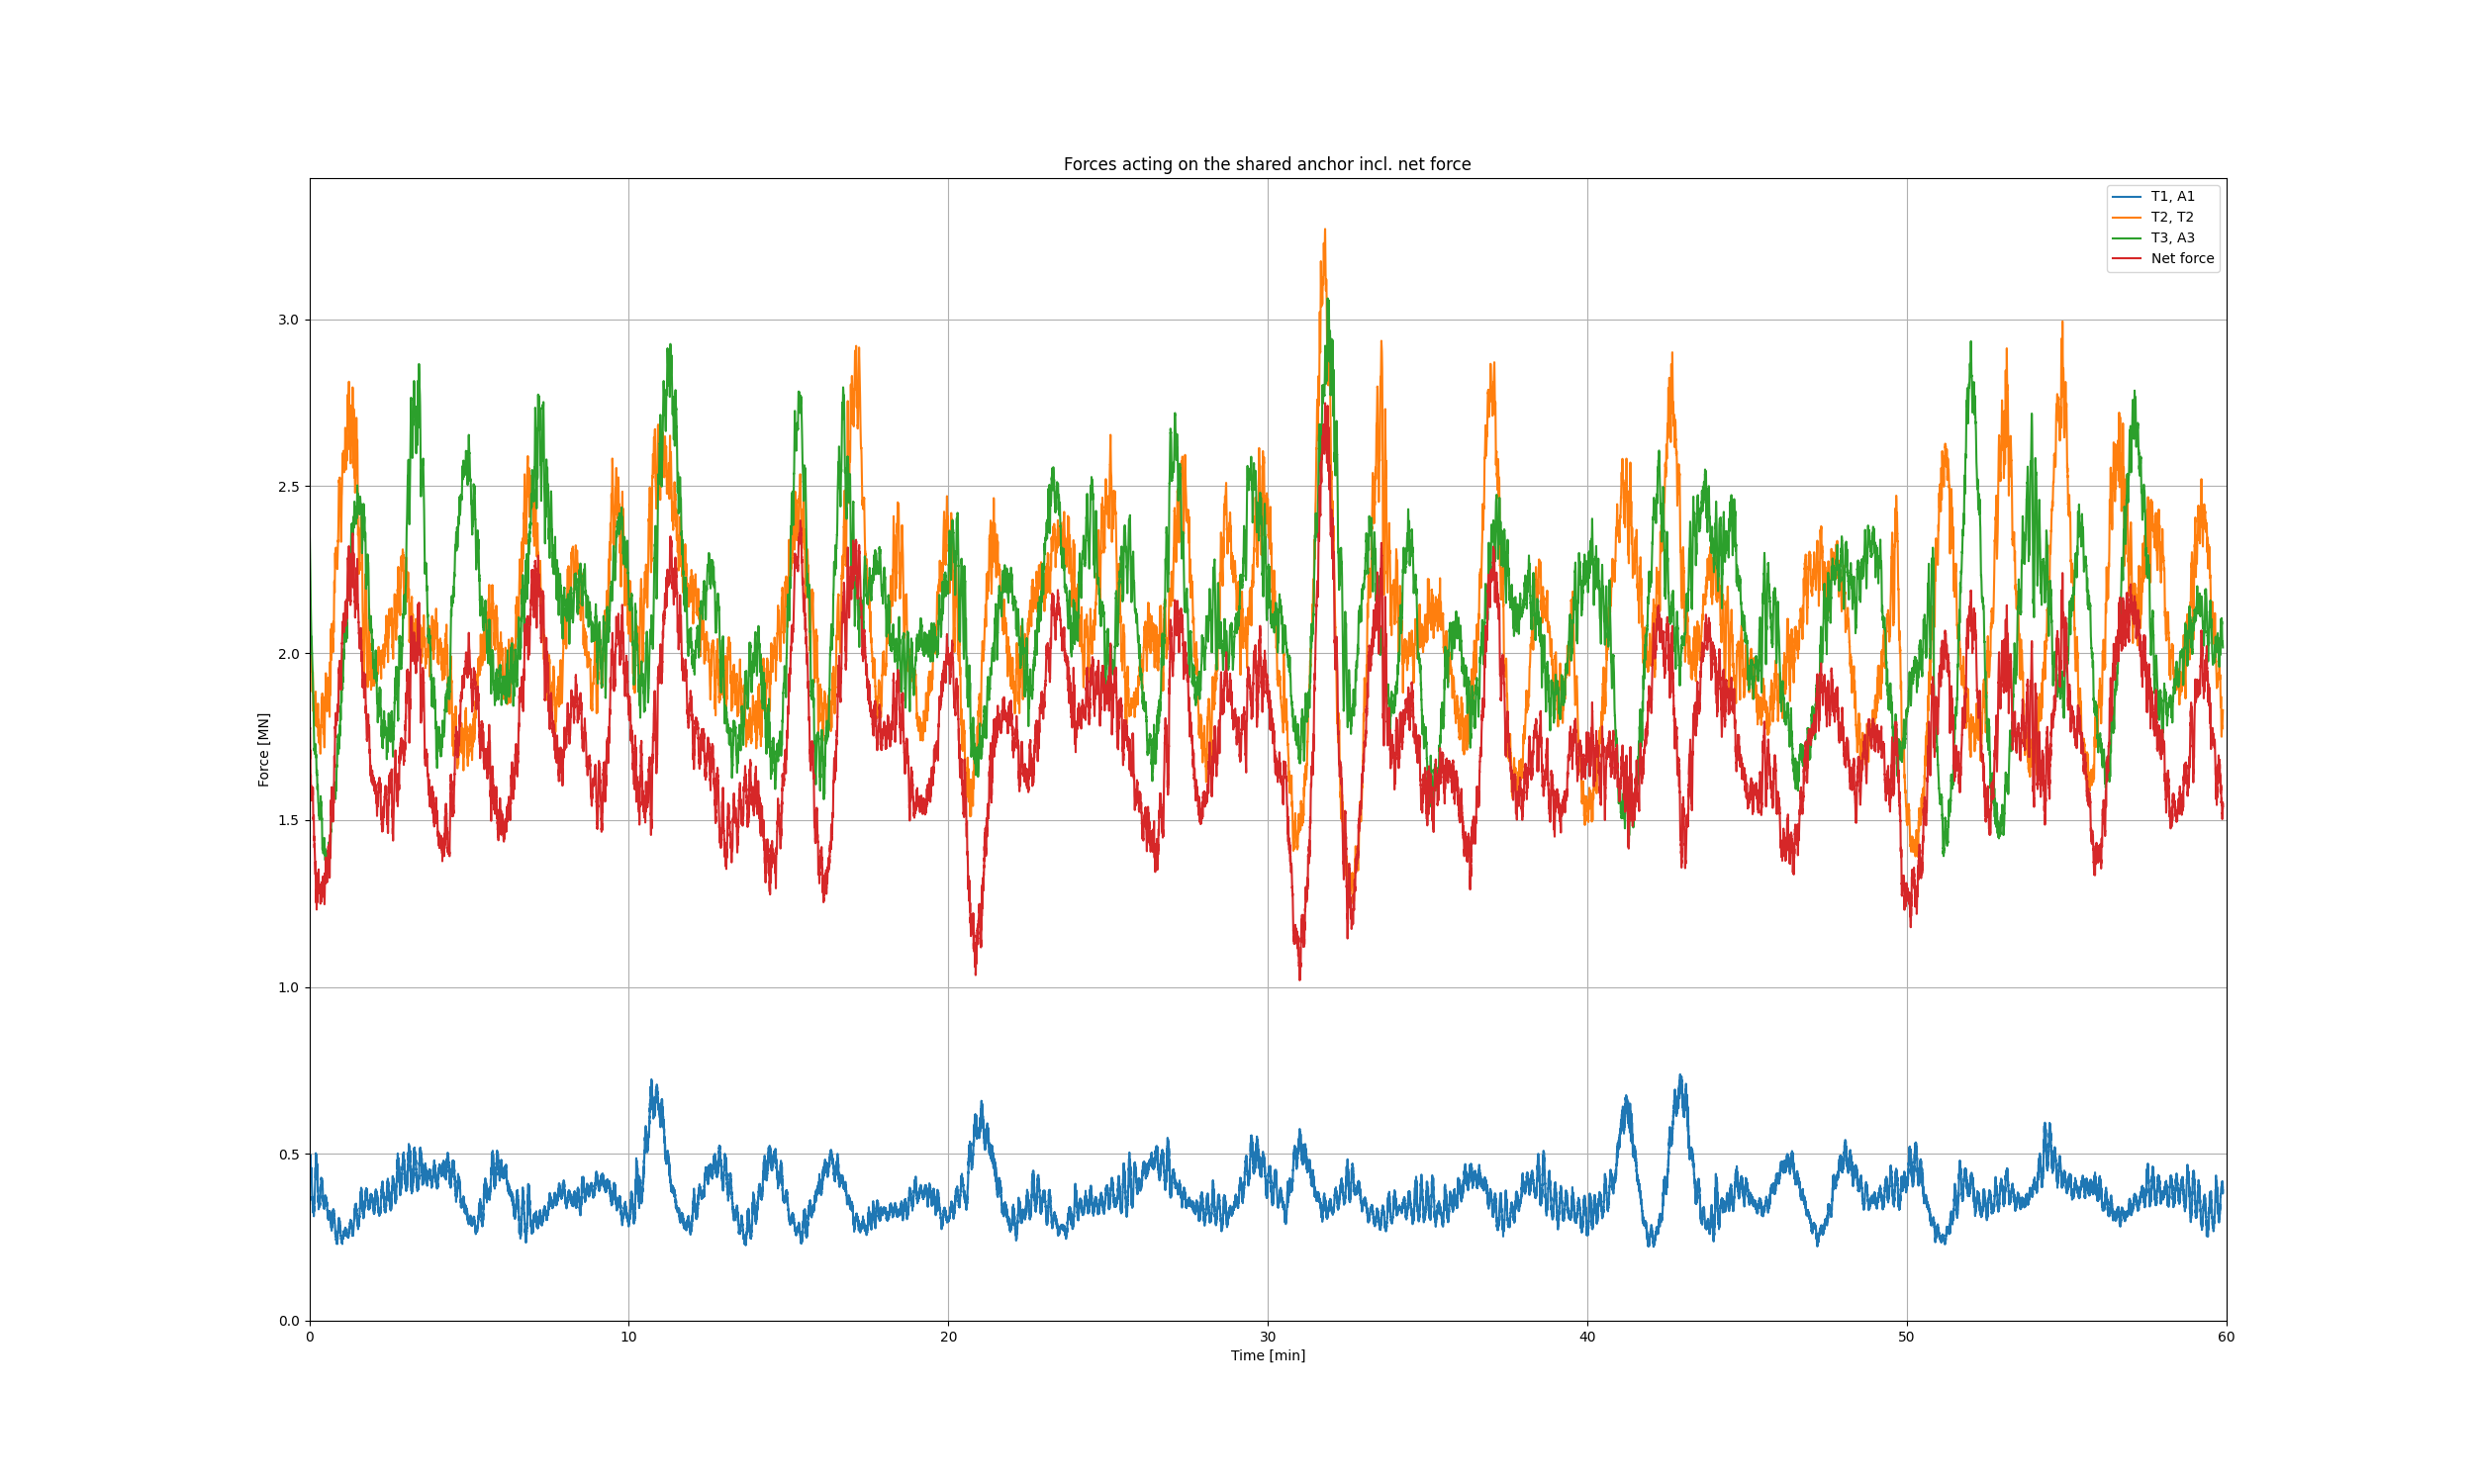 Forces acting on the shared anchor incl. net force
T1, A1
T2, T2
T3, A3
Net force
Force [MN]
3.0
2.5
2.0
1.5
1.0
0.5
0.0
0 10 20 30 40 50 60
Time [min]